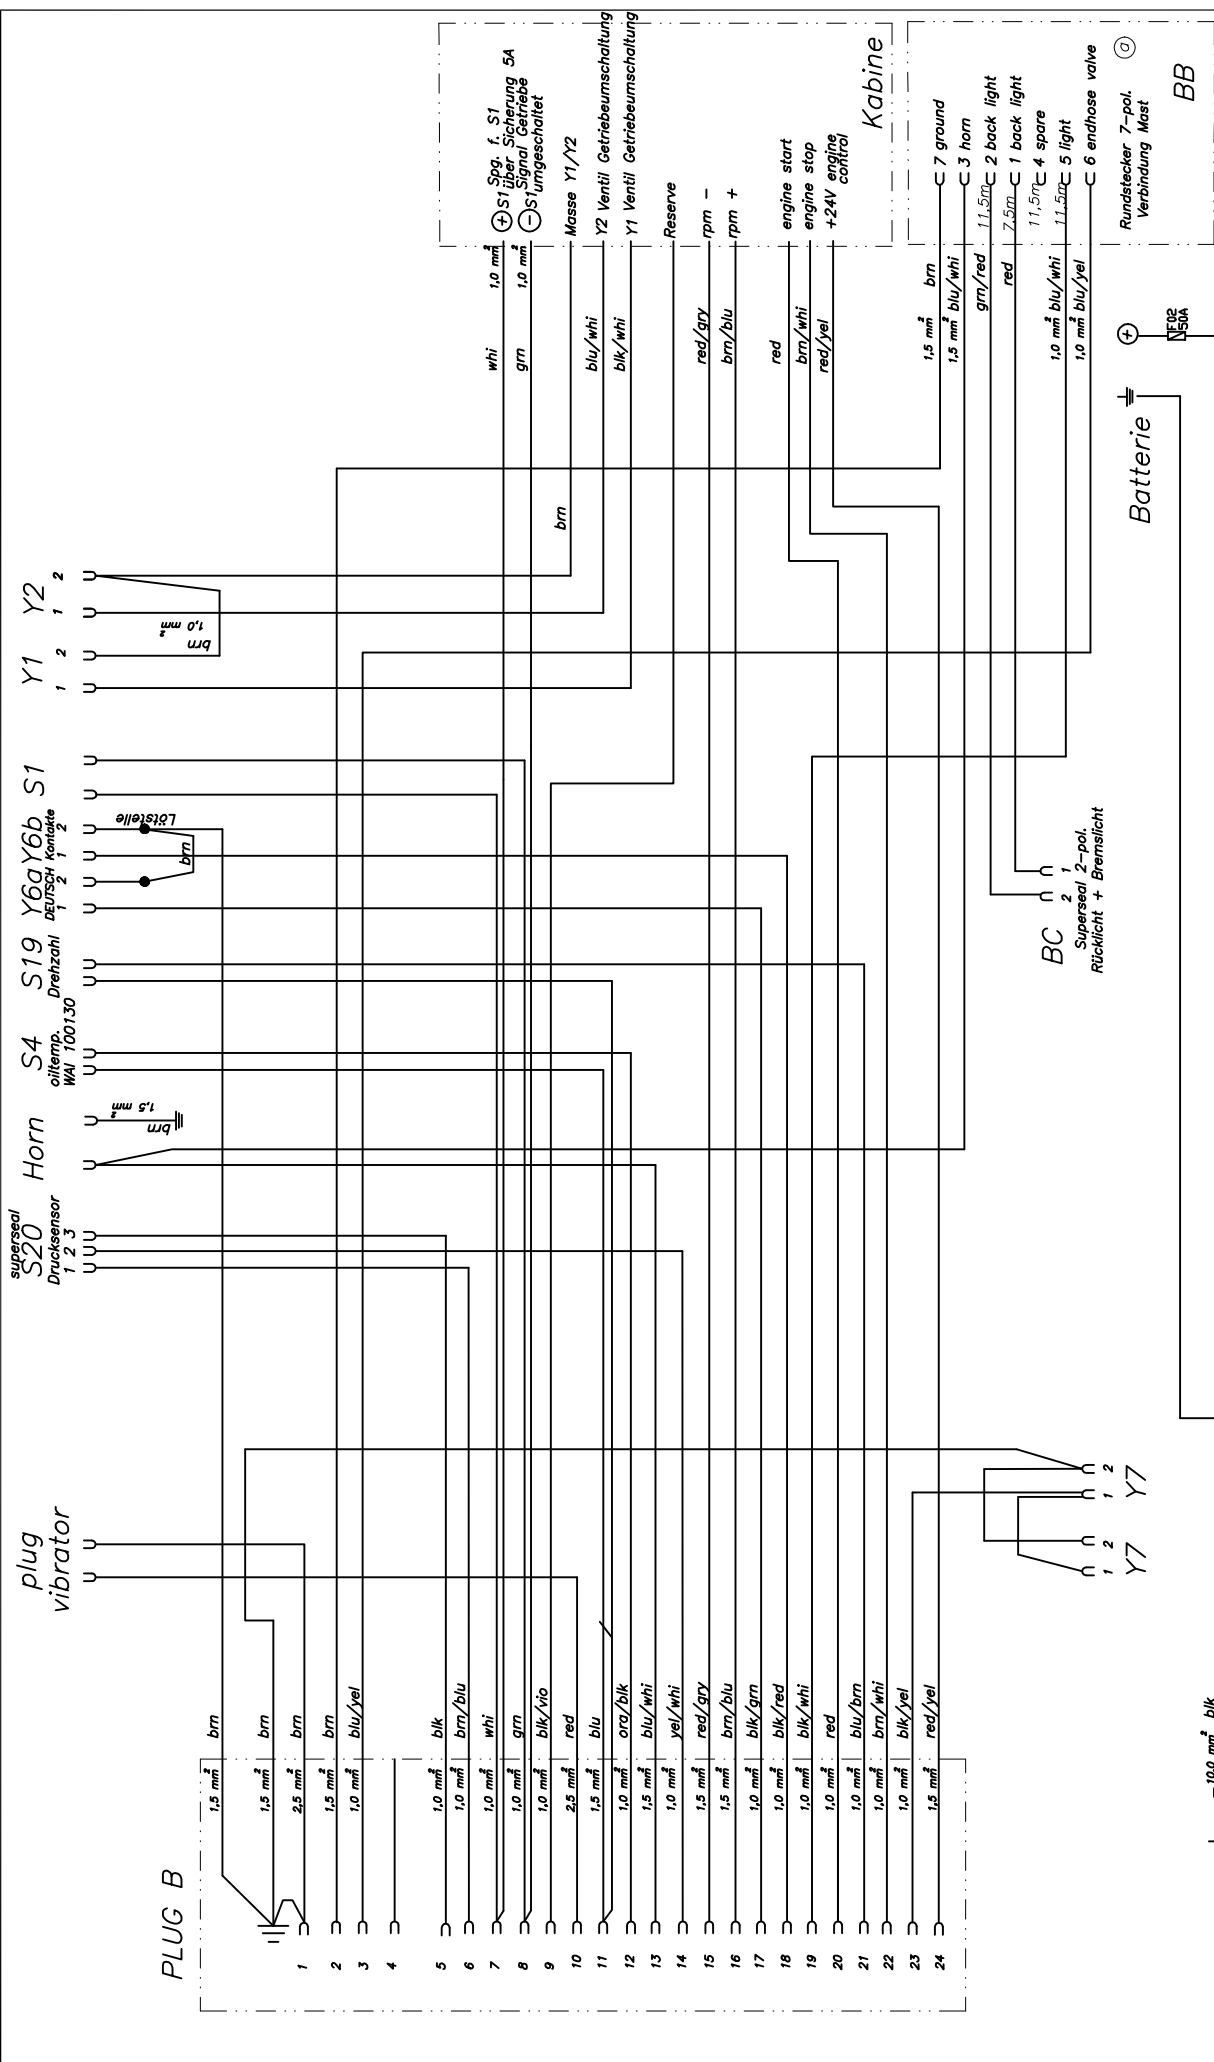 plug
vibrator
superseal
S20
Drucksensor
1 2 3
Horn
brn
1,5 mm²
S4
oiltemp.
WAI 100130
S19
Drehzahl
Y6a Y6b
DEUTSCH Kontakte
1 2 1 2
brn
Lötstelle
S1
Y1
1 2
Y2
1 2
brn
1,0 mm²
PLUG B
1,5 mm² brn
1,5 mm² brn
1 2,5 mm² brn
2 1,5 mm² brn
3 1,0 mm² blu/yel
4
5 1,0 mm² blk
6 1,0 mm² brn/blu
7 1,0 mm² whi
8 1,0 mm² grn
9 1,0 mm² blk/vio
10 2,5 mm² red
11 1,5 mm² blu
12 1,0 mm² ora/blk
13 1,5 mm² blu/whi
14 1,0 mm² yel/whi
15 1,5 mm² red/gry
16 1,5 mm² brn/blu
17 1,0 mm² blk/grn
18 1,0 mm² blk/red
19 1,0 mm² blk/whi
20 1,0 mm² red
21 1,0 mm² blu/brn
22 1,0 mm² brn/whi
23 1,0 mm² blk/yel
24 1,5 mm² red/yel
whi 1,0 mm² + S1 Spg. f. S1
über Sicherung 5A
grn 1,0 mm² − S1 Signal Getriebe
umgeschaltet
brn Masse Y1/Y2
blu/whi Y2 Ventil Getriebeumschaltung
blk/whi Y1 Ventil Getriebeumschaltung
Reserve
red/gry rpm −
brn/blu rpm +
red engine start
brn/whi engine stop
red/yel +24V engine
control
Kabine
1,5 mm² brn 7 ground
1,5 mm² blu/whi 3 horn
grn/red 11,5m 2 back light
red 7,5m 1 back light
11,5m 4 spare
1,0 mm² blu/whi 11,5m 5 light
1,0 mm² blu/yel 6 endhose valve
Rundstecker 7-pol. a
Verbindung Mast
BB
BC
2 1
Superseal 2-pol.
Rücklicht + Bremslicht
Y7
1 2
Y7
1 2
Batterie
+
F02
50A
10,0 mm² blk